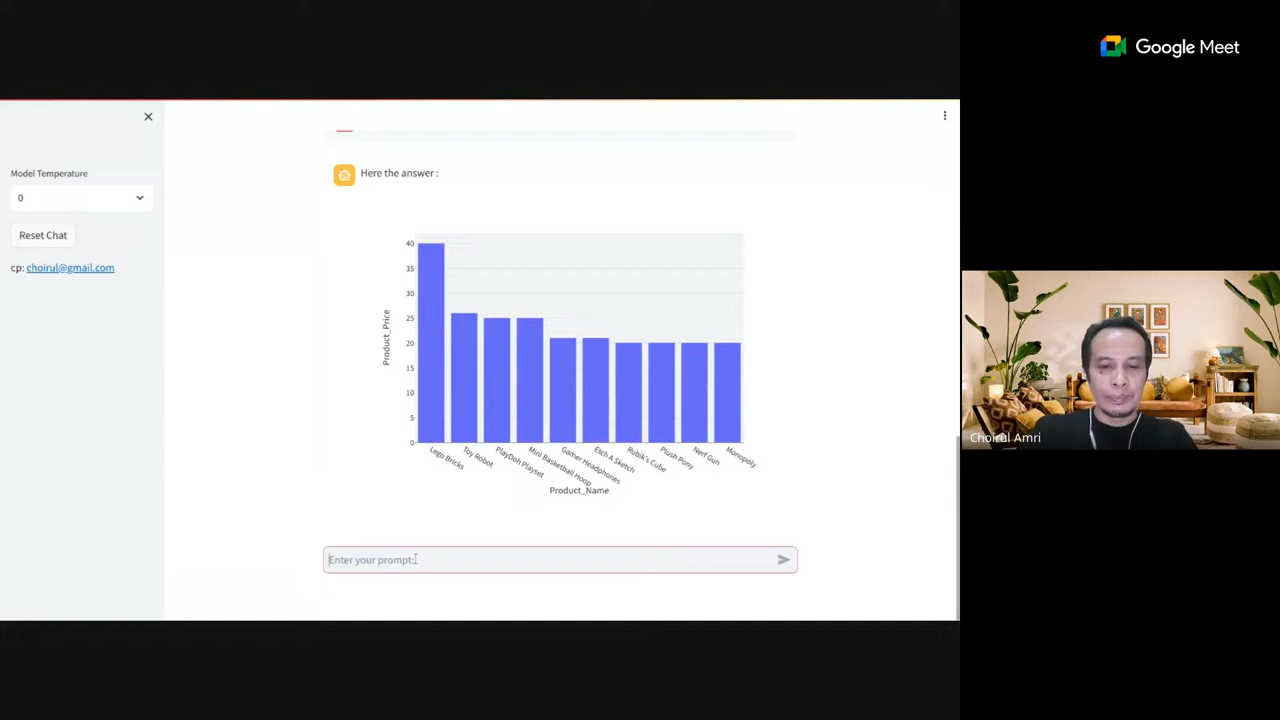 Google Meet
Model Temperature
0
Reset Chat
cp: choirul@gmail.com
Here the answer :
40
35
30
25
20
15
10
5
0
Product_Price
Lego Bricks
Toy Robot
PlayDoh Playset
Mini Basketball Hoop
Gamer Headphones
Etch A Sketch
Rubik's Cube
Plush Pony
Nerf Gun
Monopoly
Product_Name
Enter your prompt:
Choirul Amri